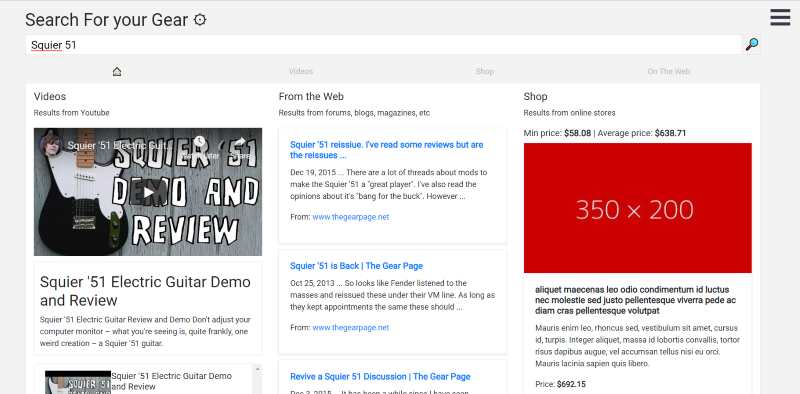 Search For your Gear
Squier 51
Videos
Shop
On The Web
Videos
Results from Youtube
Squier '51 Electric Guit...
SQUIER '51
DEMO AND
REVIEW
Squier '51 Electric Guitar Demo
and Review
Squier '51 Electric Guitar Review and Demo Don't adjust your
computer monitor – what you're seeing is, quite frankly, one
weird creation – a Squier '51 guitar.
Squier '51 Electric Guitar Demo
and Review
From the Web
Results from forums, blogs, magazines, etc
Squier '51 reissiue. I've read some reviews but are
the reissues ...
Dec 19, 2015 ... There are a lot of threads about mods to
make the Squier '51 a "great player". I've also read the
opinions about it's "bang for the buck". However ...
From: www.thegearpage.net
Squier '51 is Back | The Gear Page
Oct 25, 2013 ... So looks like Fender listened to the
masses and reissued these under their VM line. As long as
they kept appointments the same these should ...
From: www.thegearpage.net
Revive a Squier 51 Discussion | The Gear Page
Shop
Results from online stores
Min price: $58.08 | Average price: $638.71
350 × 200
aliquet maecenas leo odio condimentum id luctus
nec molestie sed justo pellentesque viverra pede ac
diam cras pellentesque volutpat
Mauris enim leo, rhoncus sed, vestibulum sit amet, cursus
id, turpis. Integer aliquet, massa id lobortis convallis, tortor
risus dapibus augue, vel accumsan tellus nisi eu orci.
Mauris lacinia sapien quis libero.
Price: $692.15